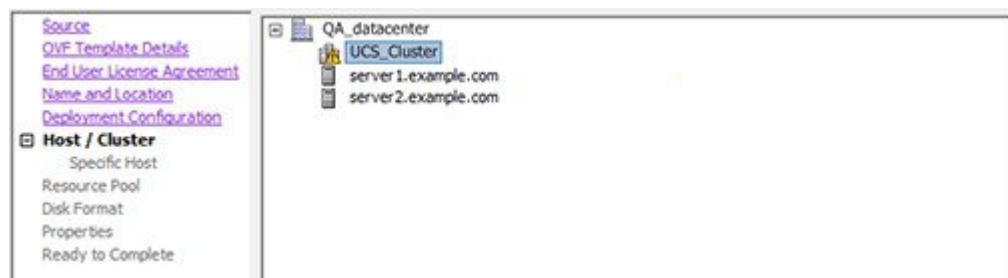 Source
OVF Template Details
End User License Agreement
Name and Location
Deployment Configuration
Host / Cluster
Specific Host
Resource Pool
Disk Format
Properties
Ready to Complete
QA_datacenter
UCS_Cluster
server1.example.com
server2.example.com